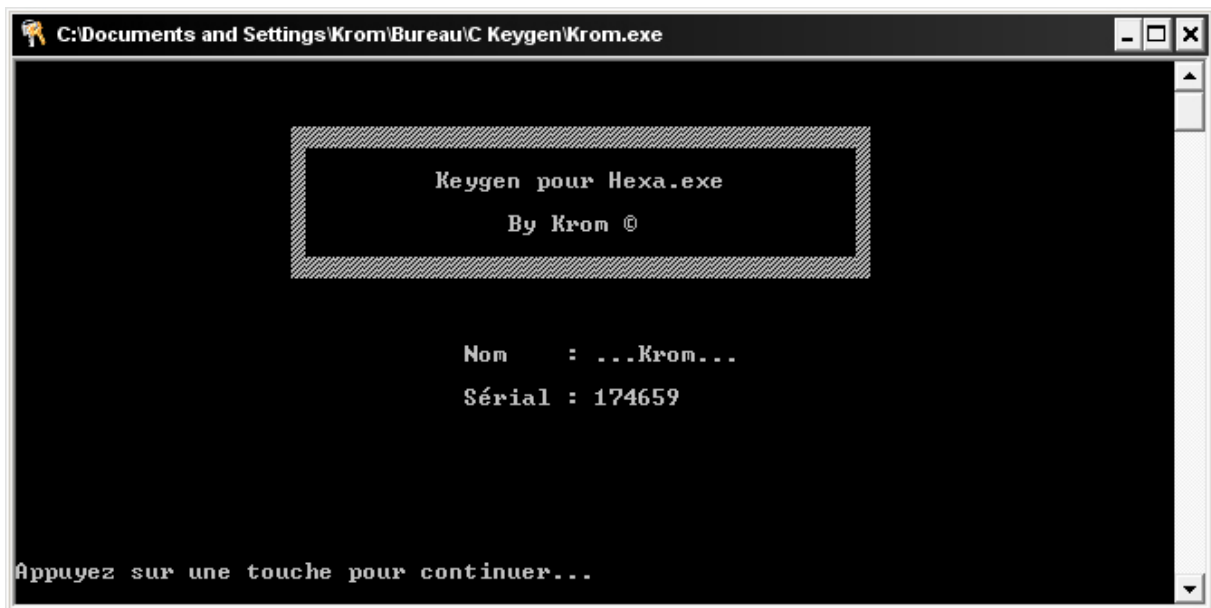 C:\Documents and Settings\Krom\Bureau\C Keygen\Krom.exe
Keygen pour Hexa.exe
By Krom ©
Nom : ...Krom...
Sérial : 174659
Appuyez sur une touche pour continuer...